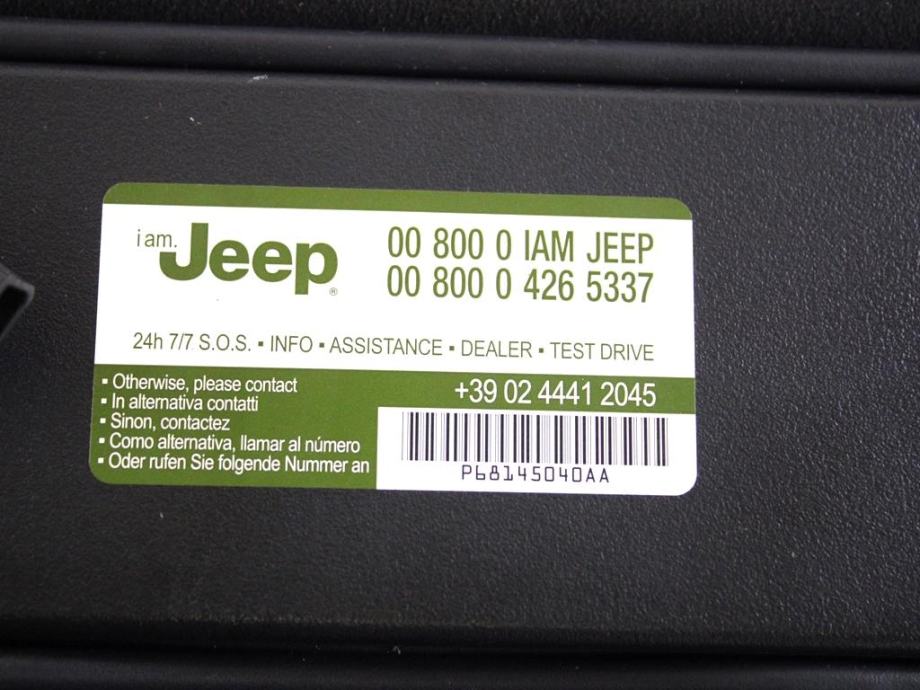 i am. Jeep®
00 800 0 IAM JEEP
00 800 0 426 5337
24h 7/7 S.O.S. ▪ INFO ▪ ASSISTANCE ▪ DEALER ▪ TEST DRIVE
▪ Otherwise, please contact
▪ In alternativa contatti
▪ Sinon, contactez
▪ Como alternativa, llamar al número
▪ Oder rufen Sie folgende Nummer an
+39 02 4441 2045
P68145040AA